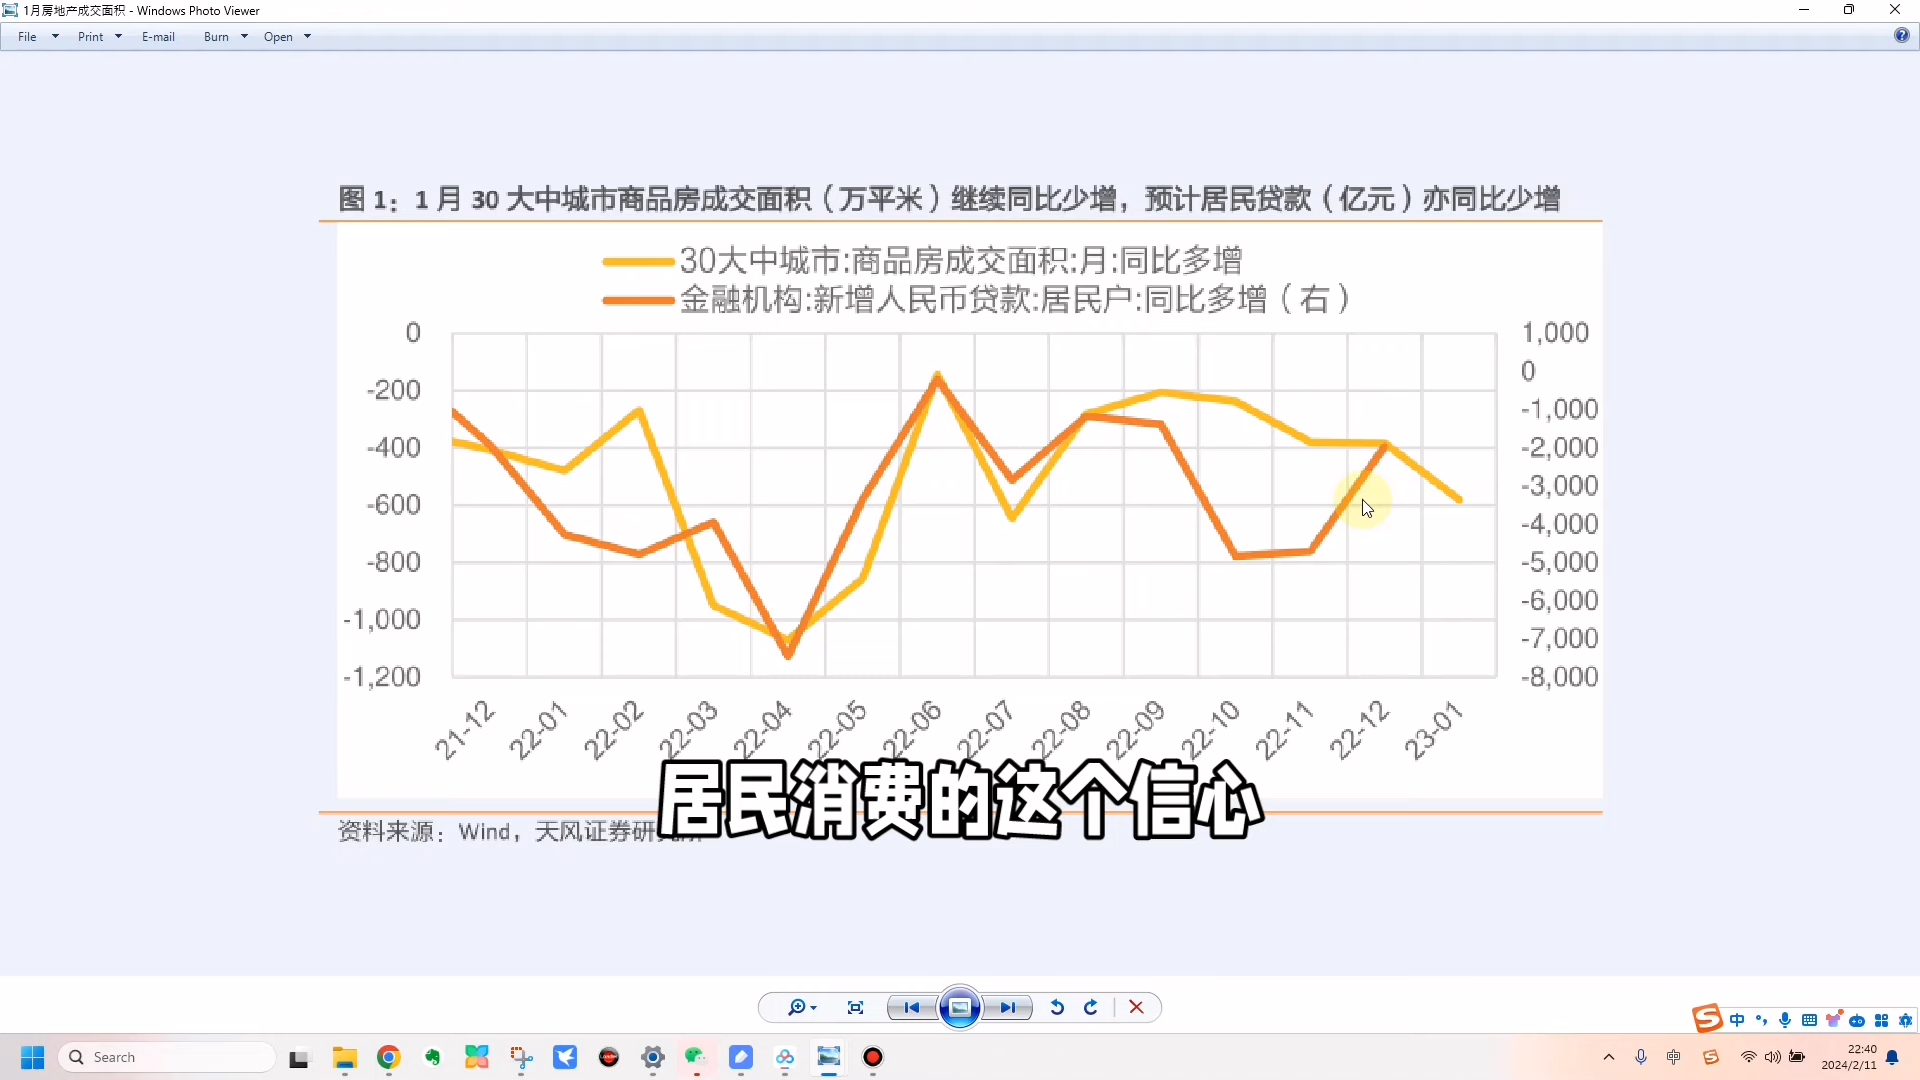 1月房地产成交面积 - Windows Photo Viewer
File Print E-mail Burn Open
图 1：1 月 30 大中城市商品房成交面积（万平米）继续同比少增，预计居民贷款（亿元）亦同比少增
30大中城市:商品房成交面积:月:同比多增
金融机构:新增人民币贷款:居民户:同比多增（右）
0 1,000
0
-200
-1,000
-400 -2,000
-3,000
-600
-4,000
-800 -5,000
-6,000
-1,000
-7,000
-1,200 -8,000
21-12 22-01 22-02 22-03 22-04 22-05 22-06 22-07 22-08 22-09 22-10 22-11 22-12 23-01
居民消费的这个信心
资料来源：Wind，天风证券研
中
Search
中
22:40
2024/2/11